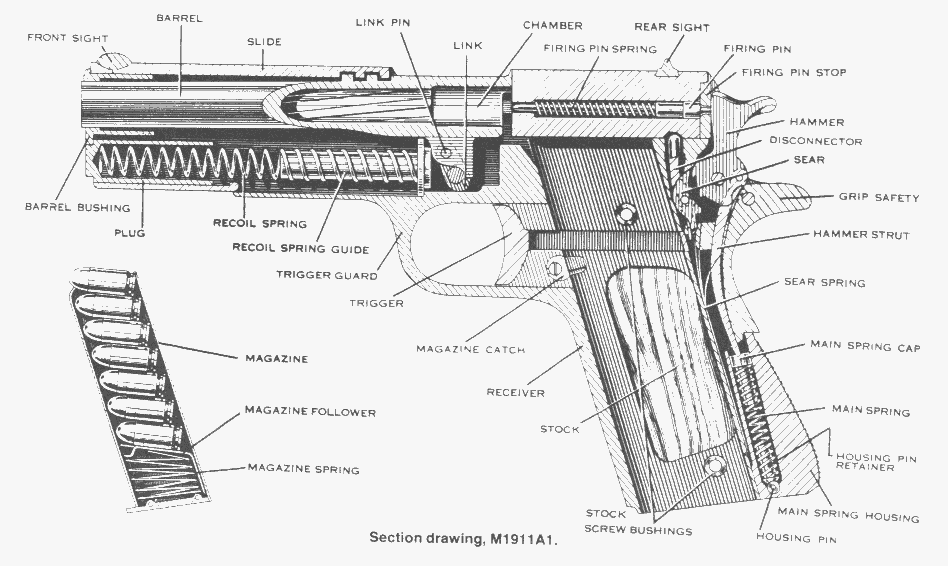 BARREL
LINK PIN
CHAMBER
REAR SIGHT
FRONT SIGHT
SLIDE
LINK
FIRING PIN SPRING
FIRING PIN
FIRING PIN STOP
HAMMER
DISCONNECTOR
SEAR
GRIP SAFETY
BARREL BUSHING
PLUG
RECOIL SPRING
RECOIL SPRING GUIDE
HAMMER STRUT
TRIGGER GUARD
SEAR SPRING
TRIGGER
MAGAZINE CATCH
MAIN SPRING CAP
MAGAZINE
RECEIVER
MAGAZINE FOLLOWER
MAIN SPRING
STOCK
HOUSING PIN
RETAINER
MAGAZINE SPRING
STOCK
SCREW BUSHINGS
MAIN SPRING HOUSING
HOUSING PIN
Section drawing, M1911A1.